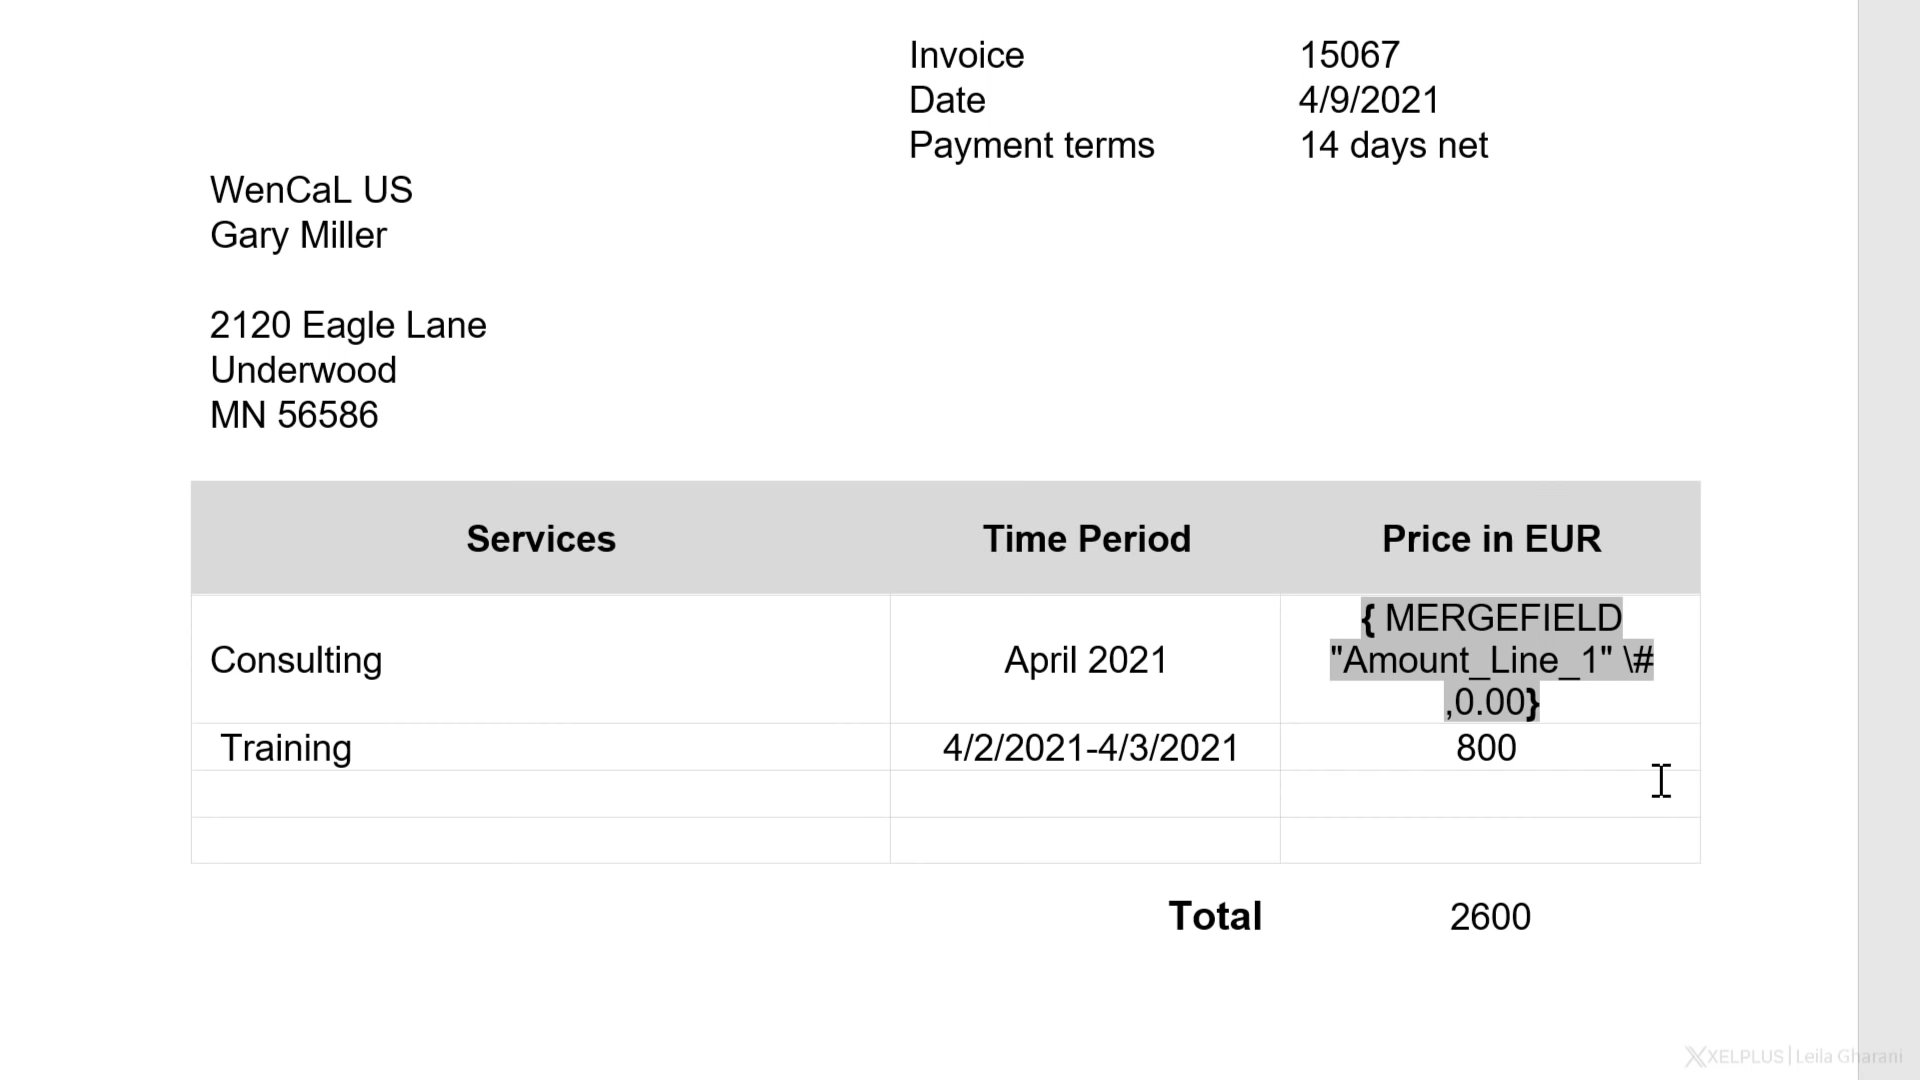 Invoice 15067
Date 4/9/2021
Payment terms 14 days net
WenCaL US
Gary Miller
2120 Eagle Lane
Underwood
MN 56586
Services Time Period Price in EUR
Consulting April 2021 { MERGEFIELD
"Amount_Line_1" \#
,0.00}
Training 4/2/2021-4/3/2021 800
Total 2600
XELPLUS | Leila Gharani